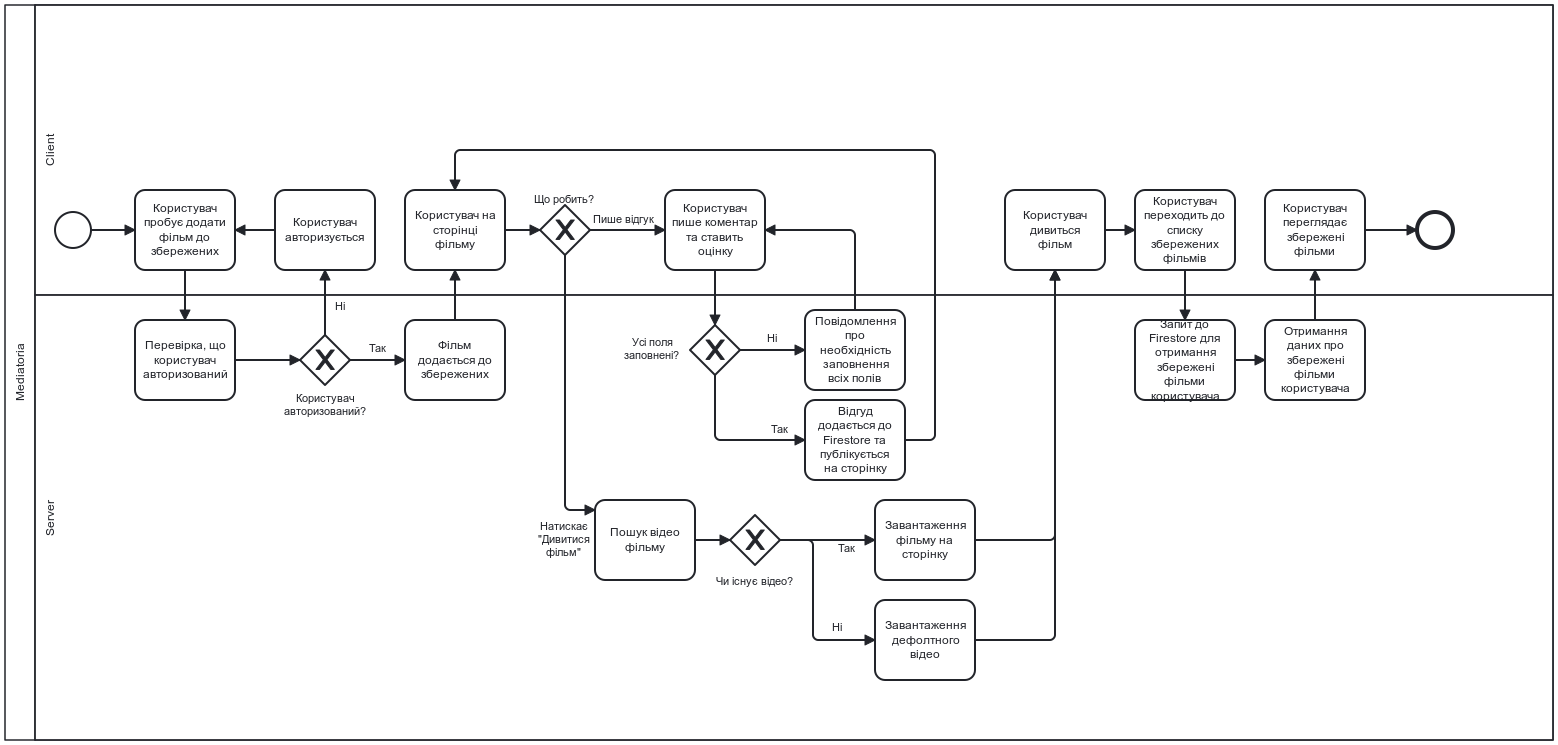 Mediatoria
Client
Server
Користувач
пробує додати
фільм до
збережених
Користувач
авторизується
Користувач на
сторінці
фільму
Що робить?
Пише відгук
Користувач
пише коментар
та ставить
оцінку
Користувач
дивиться
фільм
Користувач
переходить до
списку
збережених
фільмів
Користувач
переглядає
збережені
фільми
Перевірка, що
користувач
авторизований
Ні
Користувач
авторизований?
Так
Фільм
додається до
збережених
Усі поля
заповнені?
Ні
Повідомлення
про
необхідність
заповнення
всіх полів
Так
Відгуд
додається до
Firestore та
публікується
на сторінку
Запит до
Firestore для
отримання
збережені
фільми
користувача
Отримання
даних про
збережені
фільми
користувача
Натискає
"Дивитися
фільм"
Пошук відео
фільму
Чи існує відео?
Так
Завантаження
фільму на
сторінку
Ні
Завантаження
дефолтного
відео